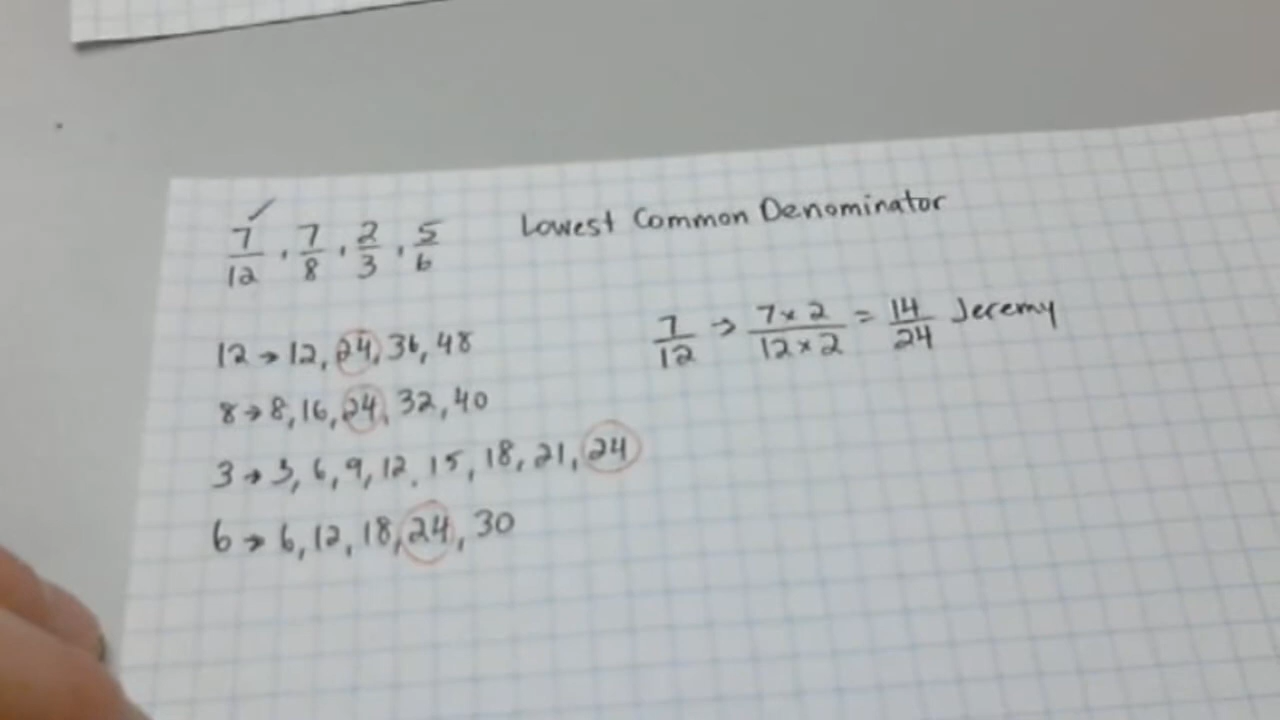 7/12, 7/8, 2/3, 5/6 Lowest Common Denominator
7/12 → 7 × 2/12 × 2 = 14/24 Jeremy
12 → 12, 24, 36, 48
8 → 8, 16, 24, 32, 40
3 → 3, 6, 9, 12, 15, 18, 21, 24
6 → 6, 12, 18, 24, 30